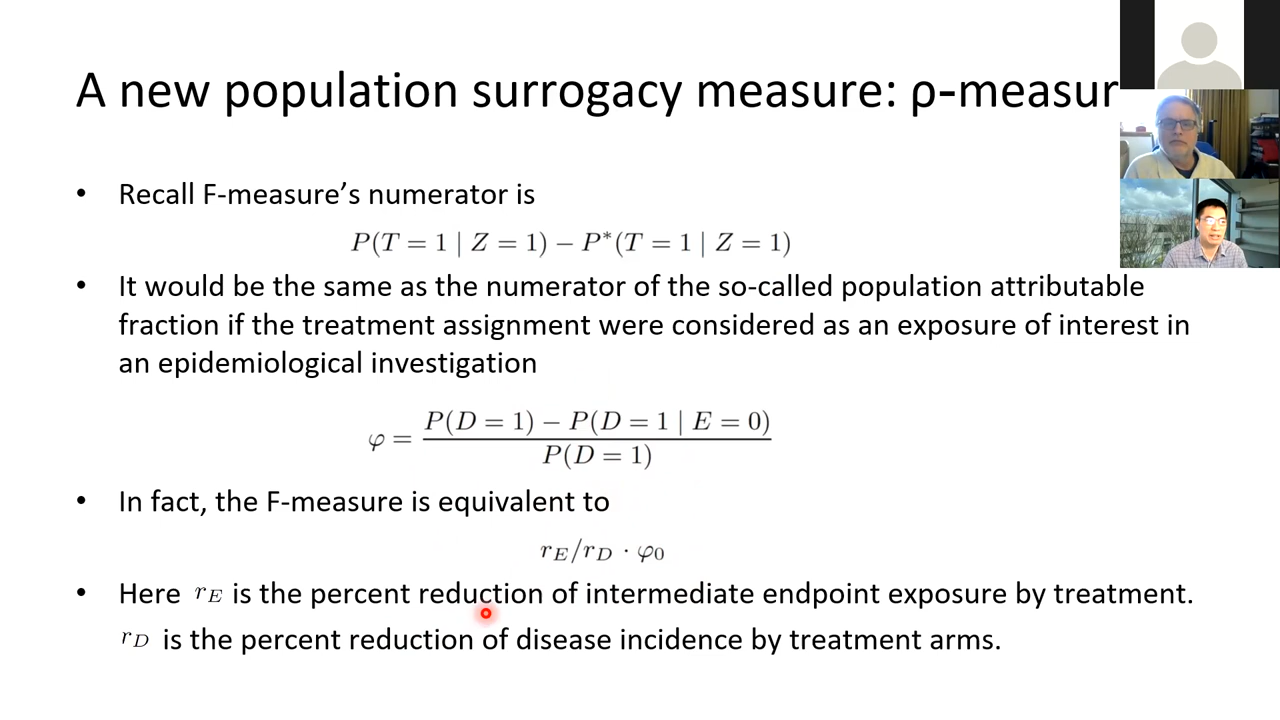 A new population surrogacy measure: ρ-measur
• Recall F-measure’s numerator is
P(T = 1 | Z = 1) − P*(T = 1 | Z = 1)
• It would be the same as the numerator of the so-called population attributable
fraction if the treatment assignment were considered as an exposure of interest in
an epidemiological investigation
φ = P(D = 1) − P(D = 1 | E = 0) / P(D = 1)
• In fact, the F-measure is equivalent to
r_E/r_D · φ_0
• Here r_E is the percent reduction of intermediate endpoint exposure by treatment.
r_D is the percent reduction of disease incidence by treatment arms.